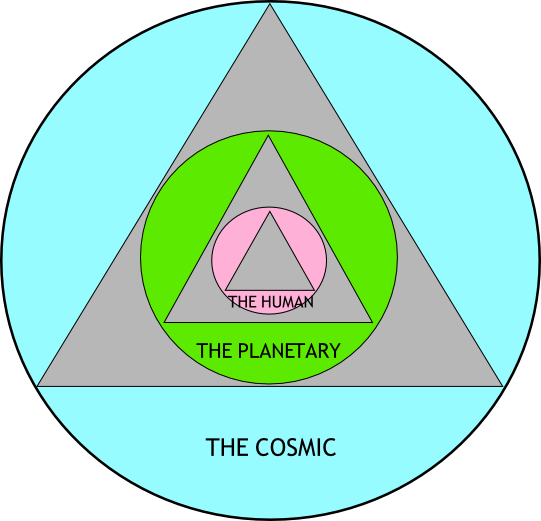 THE HUMAN
THE PLANETARY
THE COSMIC